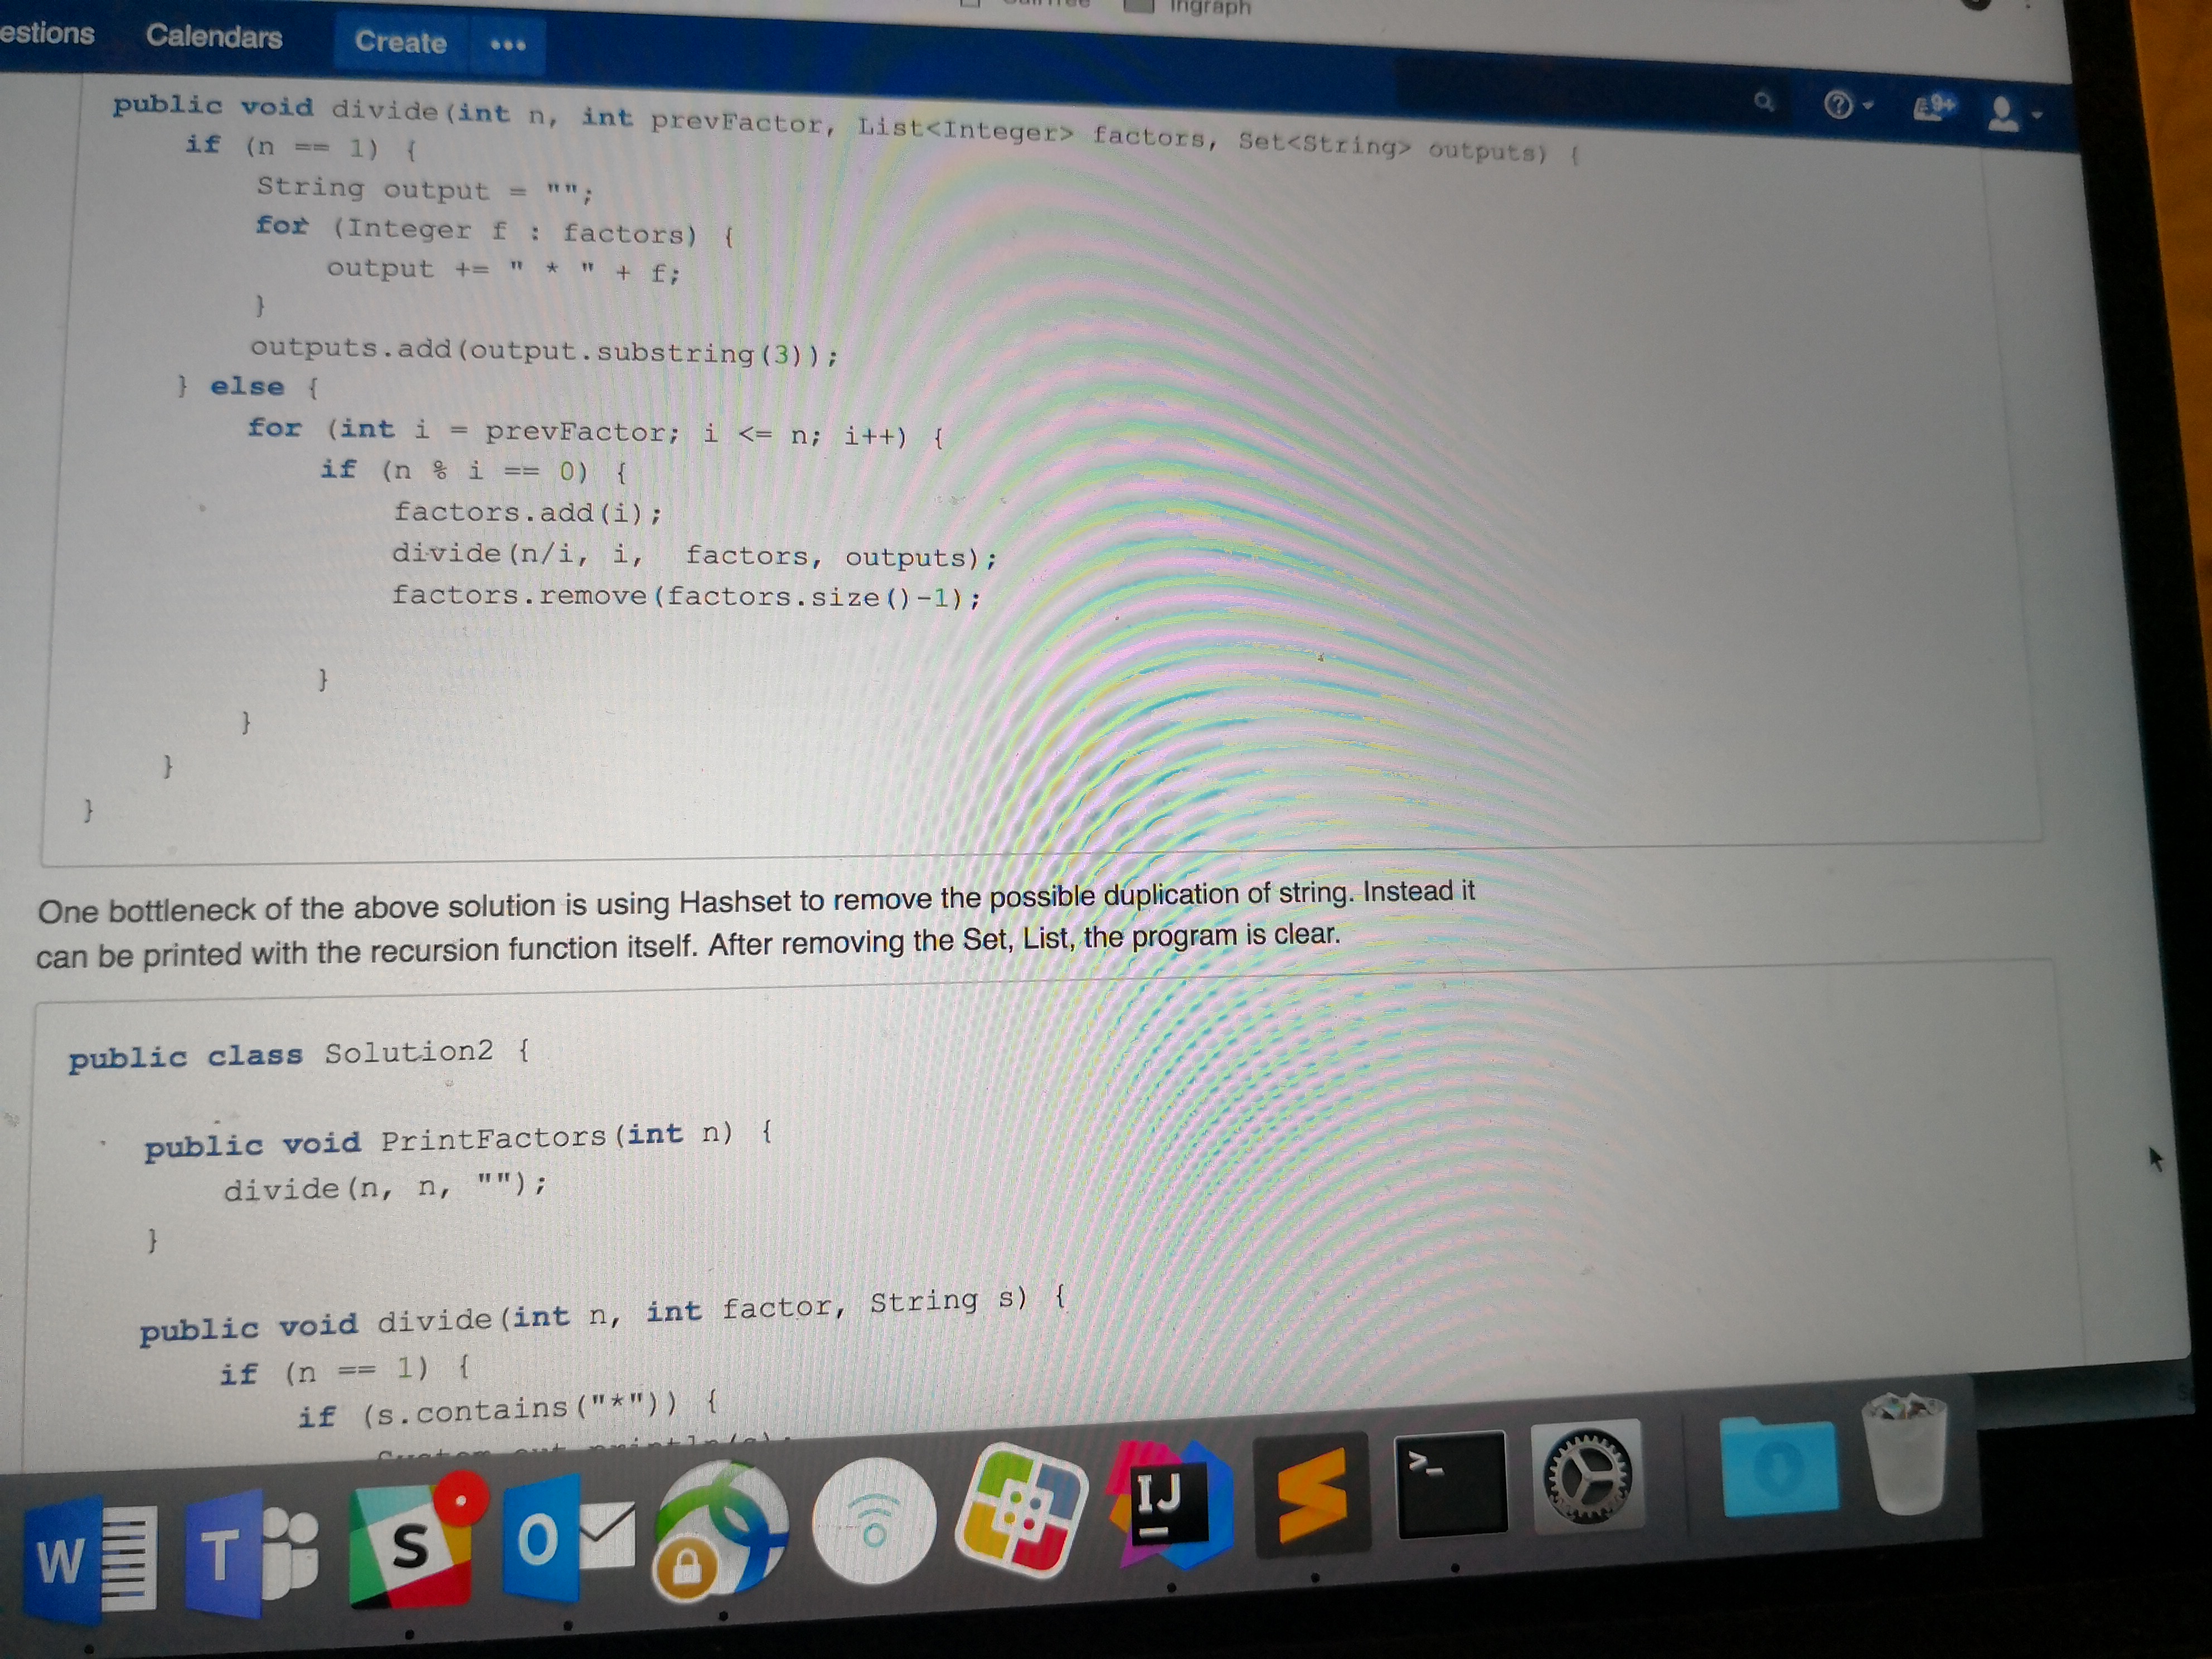 Ingraph
estions Calendars Create •••
9+
public void divide(int n, int prevFactor, List<Integer> factors, Set<String> outputs) {
if (n == 1) {
String output = "";
for (Integer f : factors) {
output += " * " + f;
}
outputs.add(output.substring(3));
} else {
for (int i = prevFactor; i <= n; i++) {
if (n % i == 0) {
factors.add(i);
divide(n/i, i, factors, outputs);
factors.remove(factors.size()-1);
}
}
}
}
One bottleneck of the above solution is using Hashset to remove the possible duplication of string. Instead it
can be printed with the recursion function itself. After removing the Set, List, the program is clear.
public class Solution2 {
public void PrintFactors(int n) {
divide(n, n, "");
}
public void divide(int n, int factor, String s) {
if (n == 1) {
if (s.contains("*")) {
W T S O IJ S >_